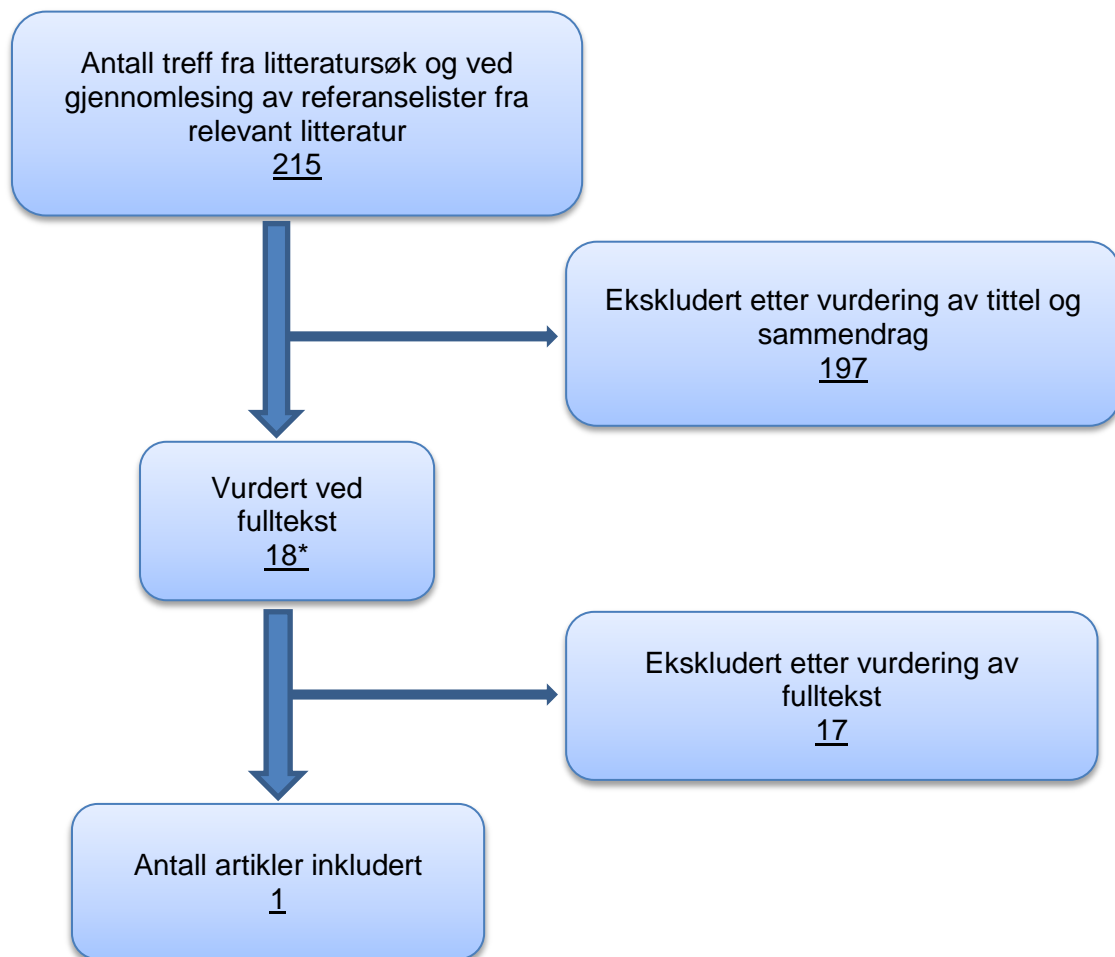 Antall treff fra litteratursøk og ved
gjennomlesing av referanselister fra
relevant litteratur
215
Ekskludert etter vurdering av tittel og
sammendrag
197
Vurdert ved
fulltekst
18*
Ekskludert etter vurdering av
fulltekst
17
Antall artikler inkludert
1